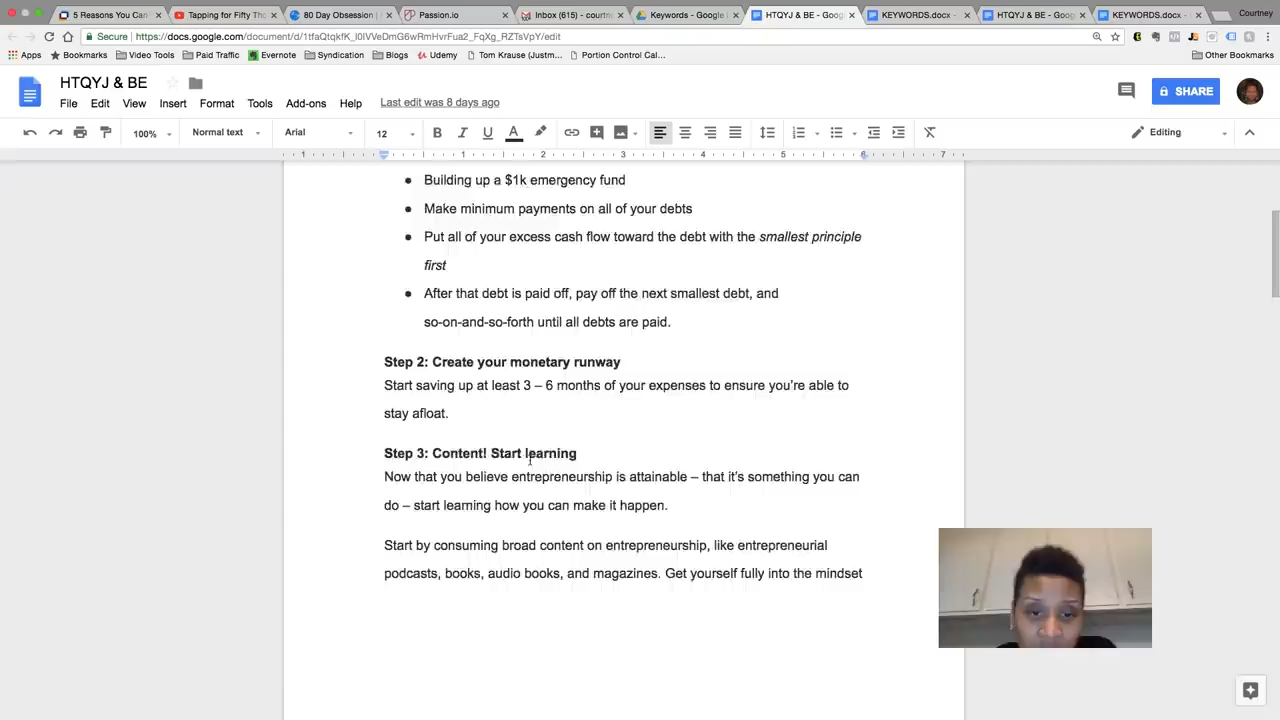 5 Reasons You Can
Tapping for Fifty Tho
80 Day Obsession |
Passion.io
Inbox (615) - courtn
Keywords - Google
HTQYJ & BE - Goog
KEYWORDS.docx -
HTQYJ & BE - Goog
KEYWORDS.docx -
Courtney
Secure
https://docs.google.com/document/d/1tfaQtqkfK_l0IVVeDmG6wRmHvrFua2_FqXg_RZTsVpY/edit
Apps
Bookmarks
Video Tools
Paid Traffic
Evernote
Syndication
Blogs
Udemy
Tom Krause (Justm...
Portion Control Cal...
Other Bookmarks
HTQYJ & BE
File Edit View Insert Format Tools Add-ons Help
Last edit was 8 days ago
SHARE
100%
Normal text
Arial
12
B I U A
Editing
1 1 2 3 4 5 6 7
● Building up a $1k emergency fund
● Make minimum payments on all of your debts
● Put all of your excess cash flow toward the debt with the smallest principle
first
● After that debt is paid off, pay off the next smallest debt, and
so-on-and-so-forth until all debts are paid.
Step 2: Create your monetary runway
Start saving up at least 3 – 6 months of your expenses to ensure you're able to
stay afloat.
Step 3: Content! Start learning
Now that you believe entrepreneurship is attainable – that it's something you can
do – start learning how you can make it happen.
Start by consuming broad content on entrepreneurship, like entrepreneurial
podcasts, books, audio books, and magazines. Get yourself fully into the mindset